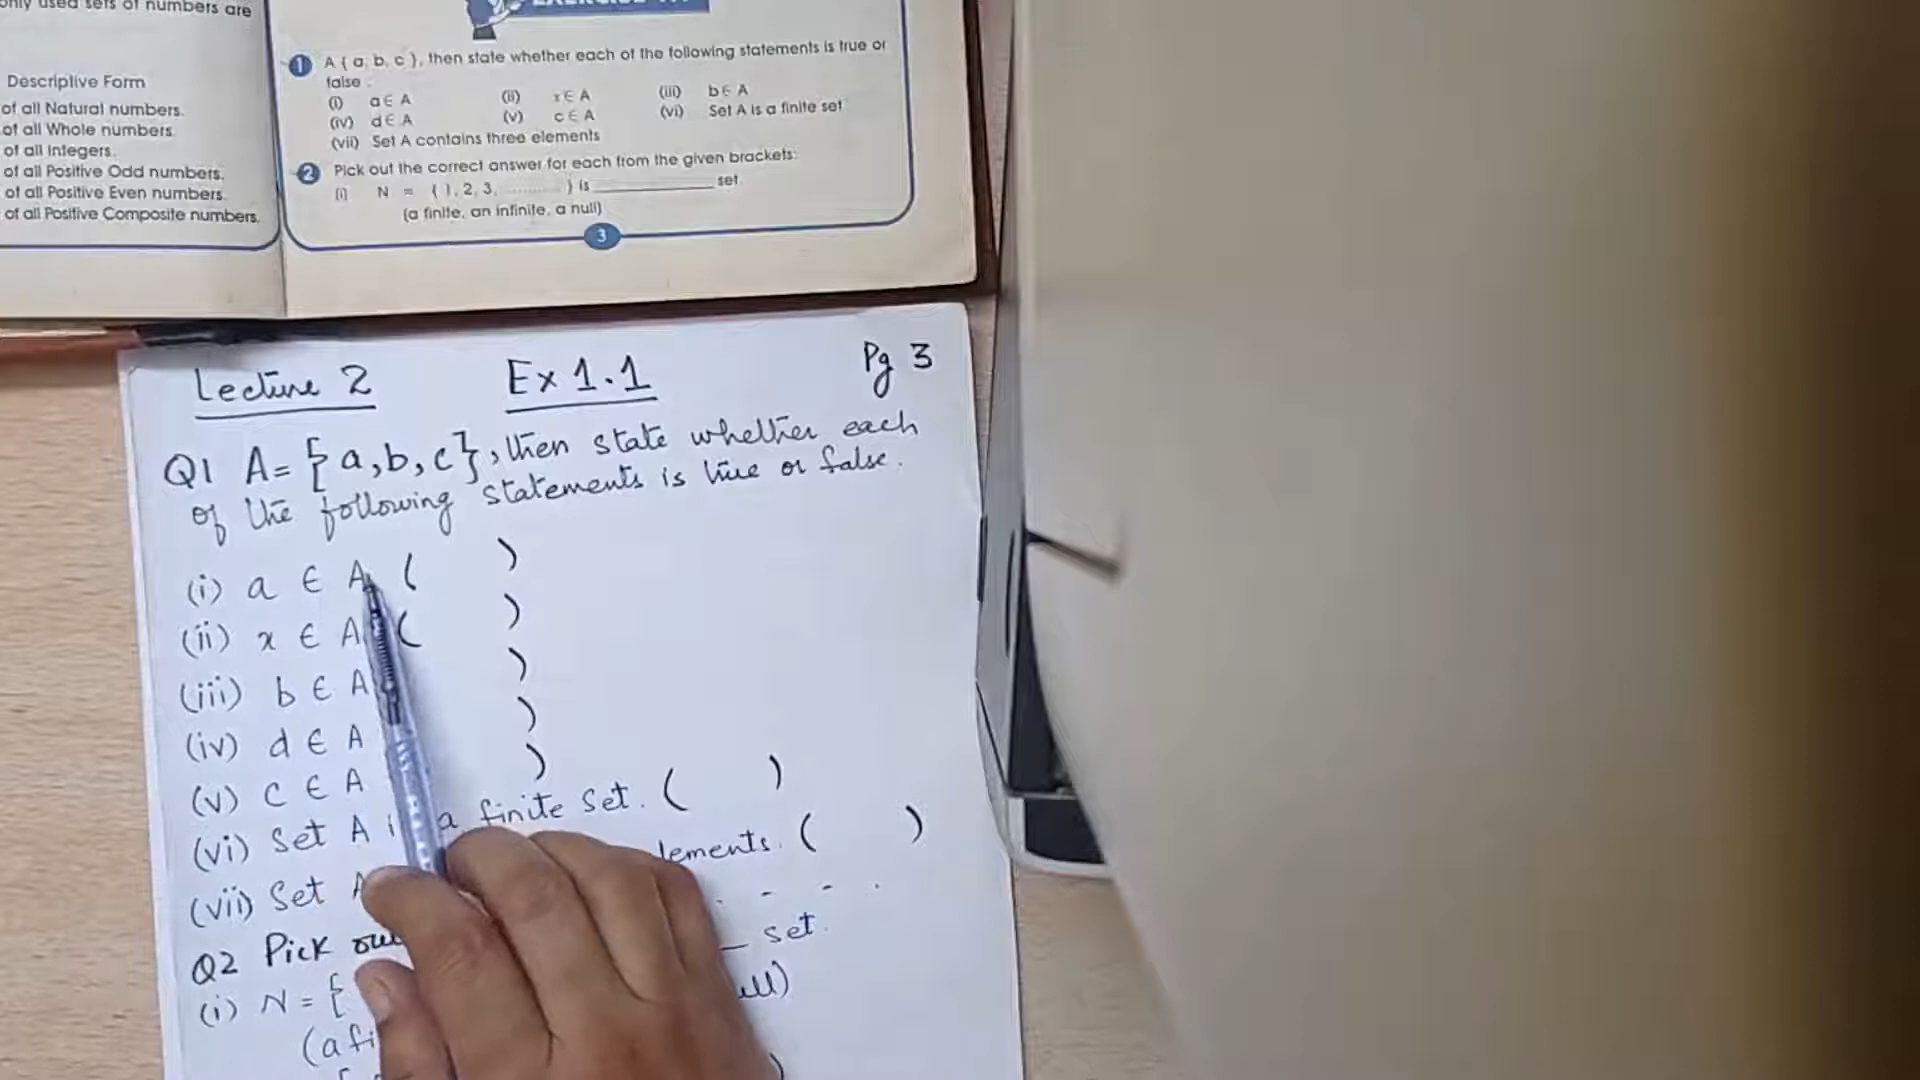 only used sets of numbers are
Descriptive Form
of all Natural numbers.
of all Whole numbers.
of all Integers.
of all Positive Odd numbers.
of all Positive Even numbers.
of all Positive Composite numbers.
1 A { a, b, c }, then state whether each of the following statements is true or
false :
(i) a ∈ A (ii) x ∈ A (iii) b ∈ A
(iv) d ∈ A (v) c ∈ A (vi) Set A is a finite set
(vii) Set A contains three elements
2 Pick out the correct answer for each from the given brackets:
(i) N = { 1, 2, 3, ............ } is ____________ set.
(a finite, an infinite, a null)
3
Lecture 2 Ex 1.1 Pg 3
Q1 A = { a, b, c }, then state whether each
of the following statements is true or false.
(i) a ∈ A ( )
(ii) x ∈ A ( )
(iii) b ∈ A )
(iv) d ∈ A )
(v) c ∈ A )
(vi) Set A a finite set. ( )
(vii) Set A lements. ( )
Q2 Pick out
(i) N = { __ set.
(a fi ull)